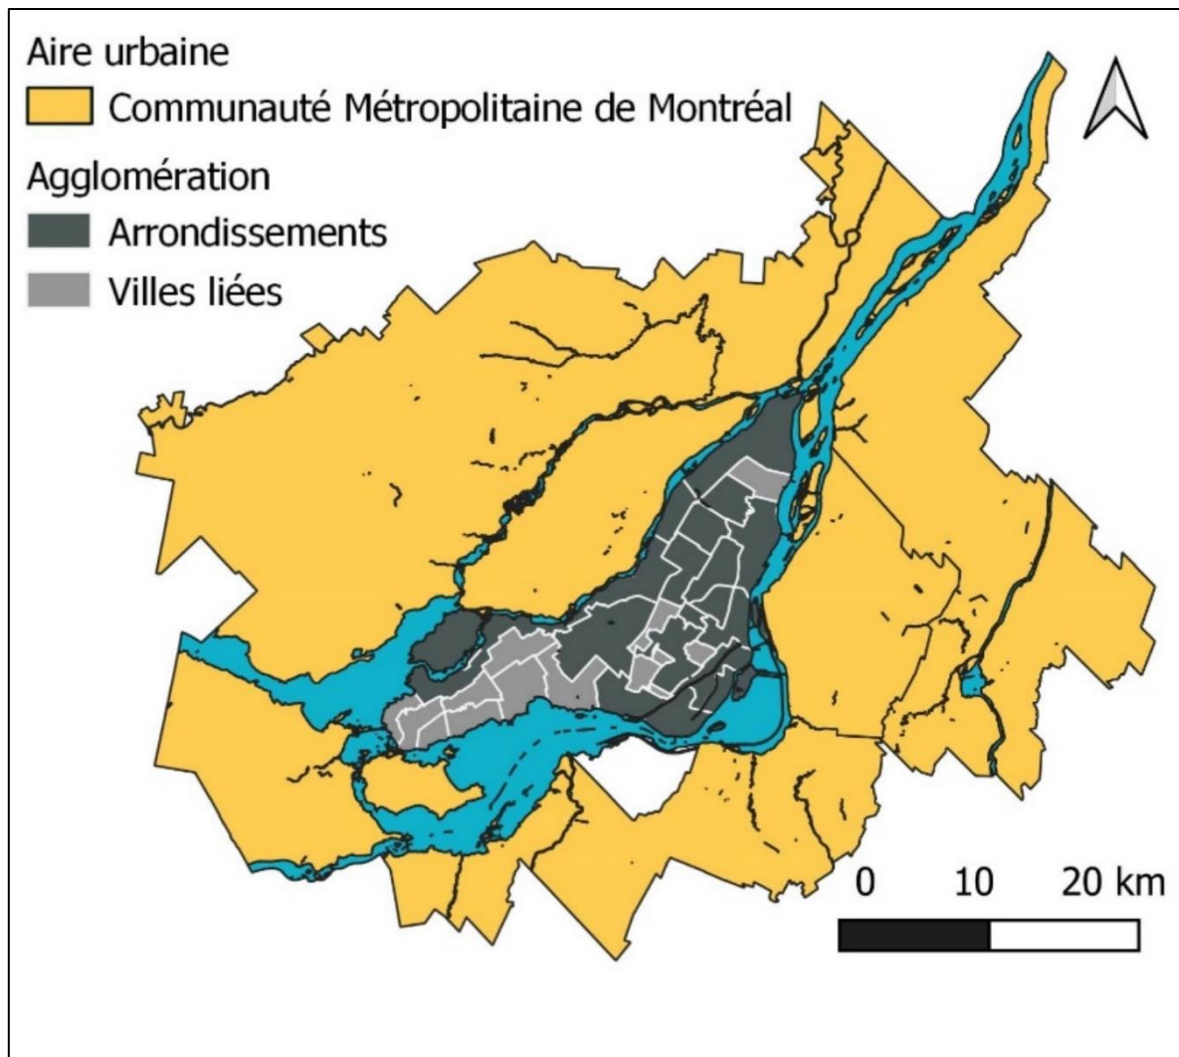 Aire urbaine
Communauté Métropolitaine de Montréal
Agglomération
Arrondissements
Villes liées
0 10 20 km